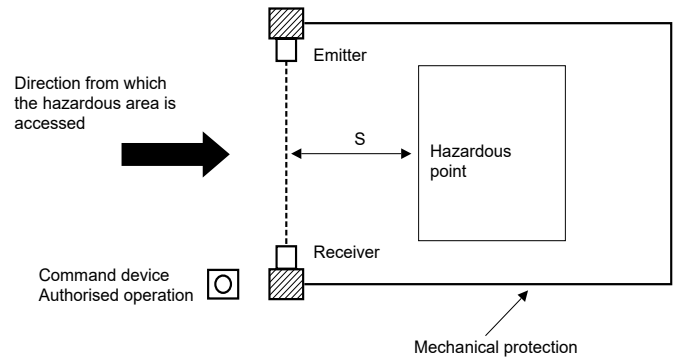 Emitter
Direction from which
the hazardous area is
accessed
S
Hazardous
point
Receiver
Command device
Authorised operation
Mechanical protection